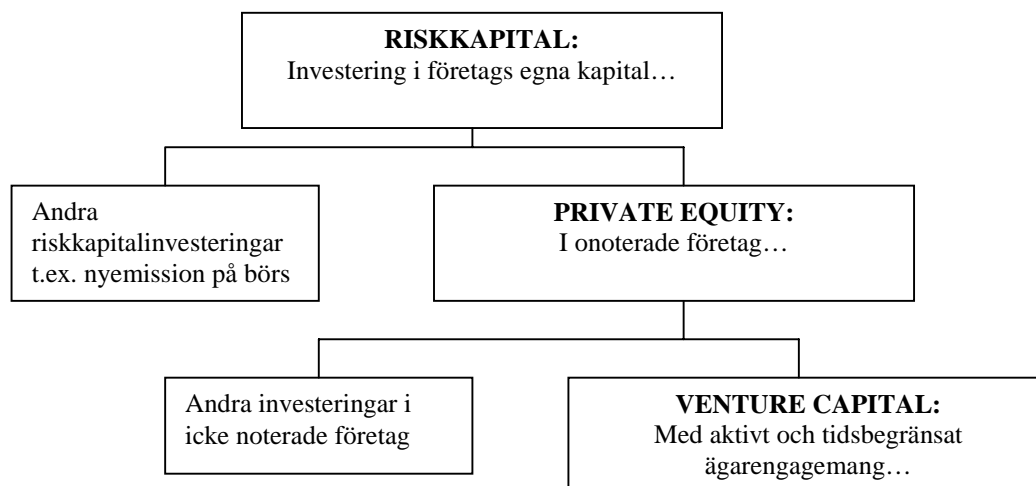 RISKKAPITAL:
Investering i företags egna kapital…
Andra
riskkapitalinvesteringar
t.ex. nyemission på börs
PRIVATE EQUITY:
I onoterade företag…
Andra investeringar i
icke noterade företag
VENTURE CAPITAL:
Med aktivt och tidsbegränsat
ägarengagemang…